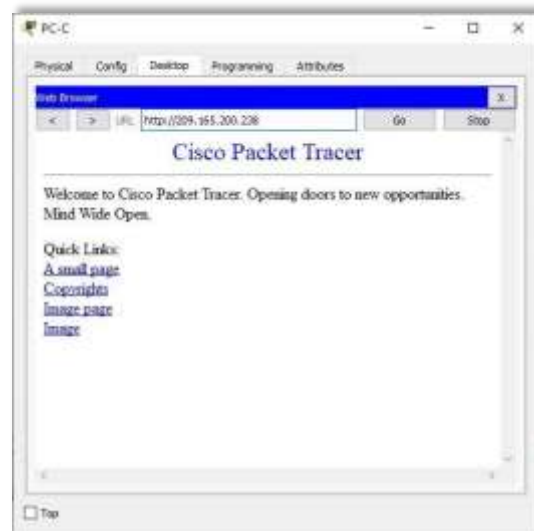 PC-C
Physical Config Desktop Programming Attributes
Web Browser X
< > URL http://209.165.200.238 Go Stop
Cisco Packet Tracer
Welcome to Cisco Packet Tracer. Opening doors to new opportunities.
Mind Wide Open.
Quick Links:
A small page
Copyrights
Image page
Image
Top